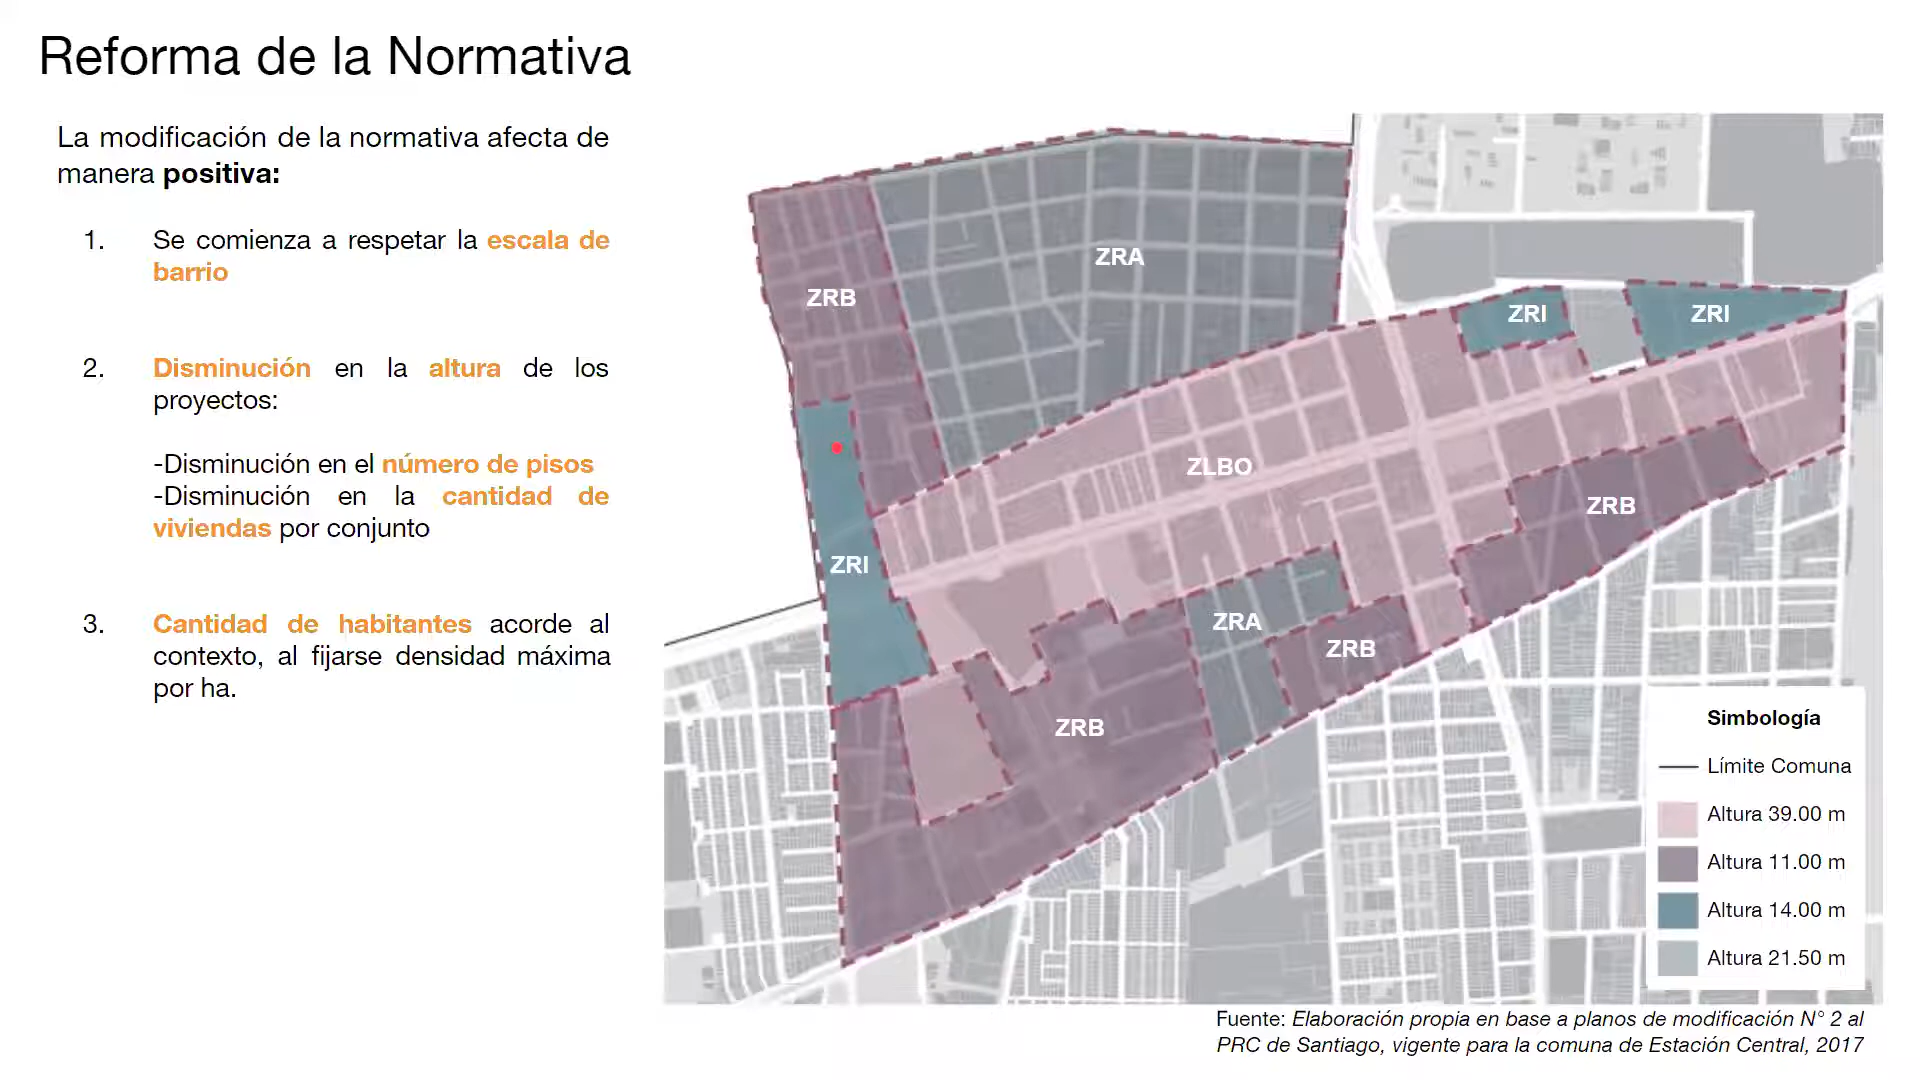 Reforma de la Normativa
La modificación de la normativa afecta de
manera positiva:
1. Se comienza a respetar la escala de
barrio
2. Disminución en la altura de los
proyectos:
-Disminución en el número de pisos
-Disminución en la cantidad de
viviendas por conjunto
3. Cantidad de habitantes acorde al
contexto, al fijarse densidad máxima
por ha.
ZRA
ZRB
ZRI
ZRI
ZLBO
ZRB
ZRI
ZRA
ZRB
ZRB
Simbología
Límite Comuna
Altura 39.00 m
Altura 11.00 m
Altura 14.00 m
Altura 21.50 m
Fuente: Elaboración propia en base a planos de modificación N° 2 al
PRC de Santiago, vigente para la comuna de Estación Central, 2017